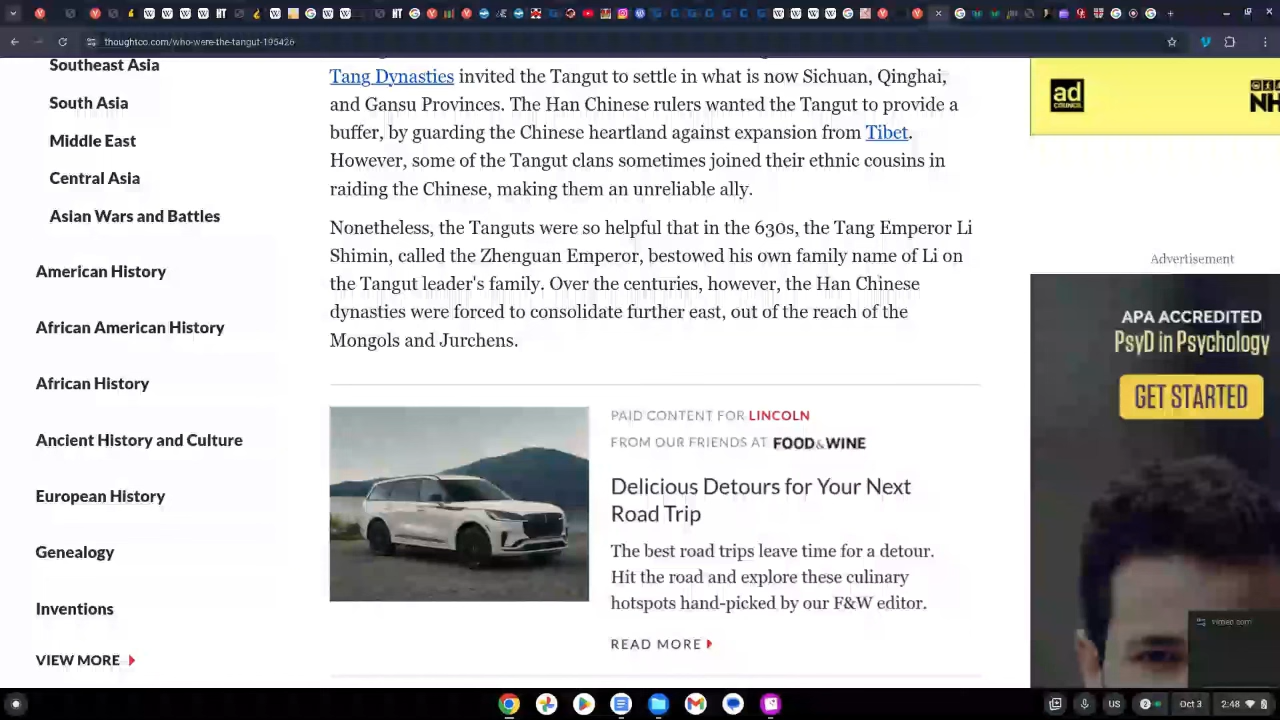 thoughtco.com/who-were-the-tangut-195426
Southeast Asia
South Asia
Middle East
Central Asia
Asian Wars and Battles
American History
African American History
African History
Ancient History and Culture
European History
Genealogy
Inventions
VIEW MORE
Tang Dynasties invited the Tangut to settle in what is now Sichuan, Qinghai,
and Gansu Provinces. The Han Chinese rulers wanted the Tangut to provide a
buffer, by guarding the Chinese heartland against expansion from Tibet.
However, some of the Tangut clans sometimes joined their ethnic cousins in
raiding the Chinese, making them an unreliable ally.
Nonetheless, the Tanguts were so helpful that in the 630s, the Tang Emperor Li
Shimin, called the Zhenguan Emperor, bestowed his own family name of Li on
the Tangut leader's family. Over the centuries, however, the Han Chinese
dynasties were forced to consolidate further east, out of the reach of the
Mongols and Jurchens.
PAID CONTENT FOR LINCOLN
FROM OUR FRIENDS AT FOOD&WINE
Delicious Detours for Your Next
Road Trip
The best road trips leave time for a detour.
Hit the road and explore these culinary
hotspots hand-picked by our F&W editor.
READ MORE
ad
COUNCIL
NH
Advertisement
APA ACCREDITED
PsyD in Psychology
GET STARTED
vimeo.com
US
2
Oct 3
2:48